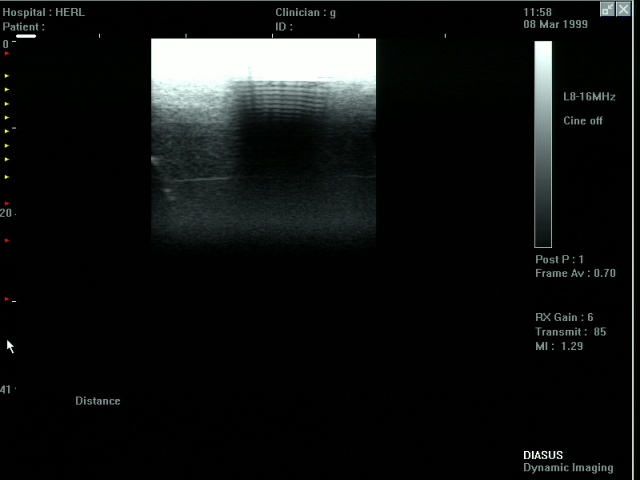 Hospital : HERL
Clinician : g
11:58
Patient :
ID :
08 Mar 1999
0
L8-16MHz
Cine off
20
Post P : 1
Frame Av : 0.70
RX Gain : 6
Transmit : 85
MI : 1.29
41
Distance
DIASUS
Dynamic Imaging